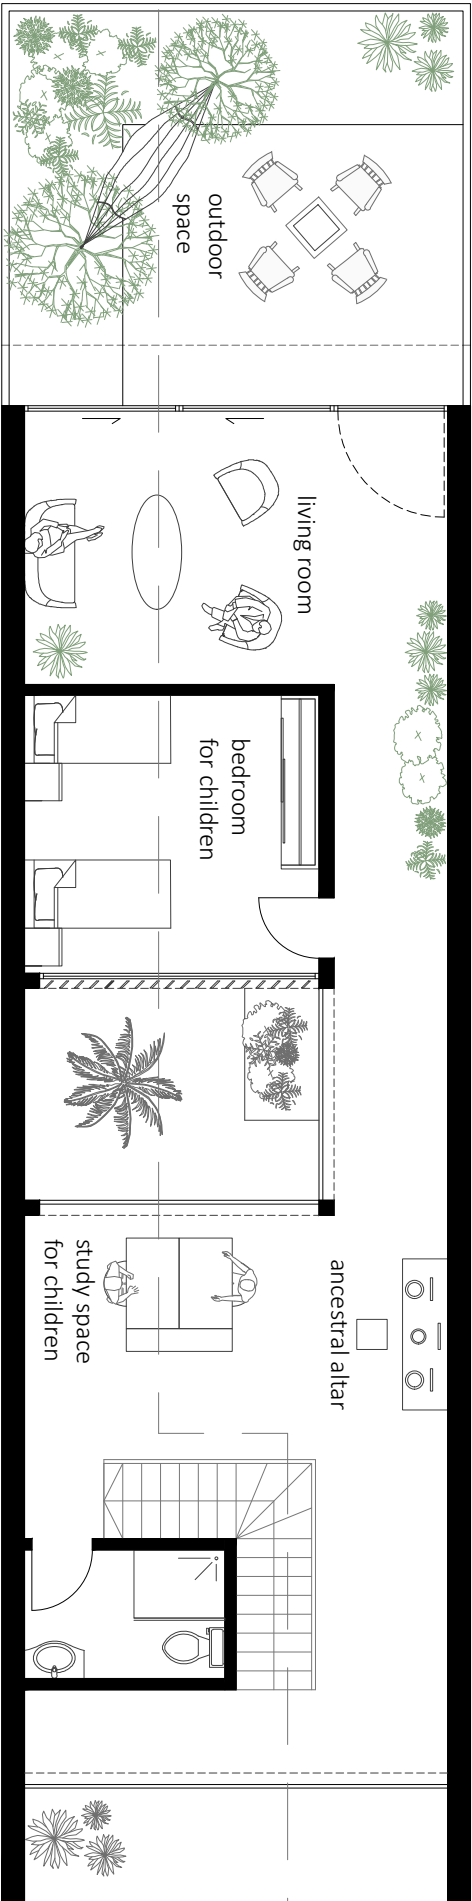 outdoor
space
living room
bedroom
for children
study space
for children
ancestral altar